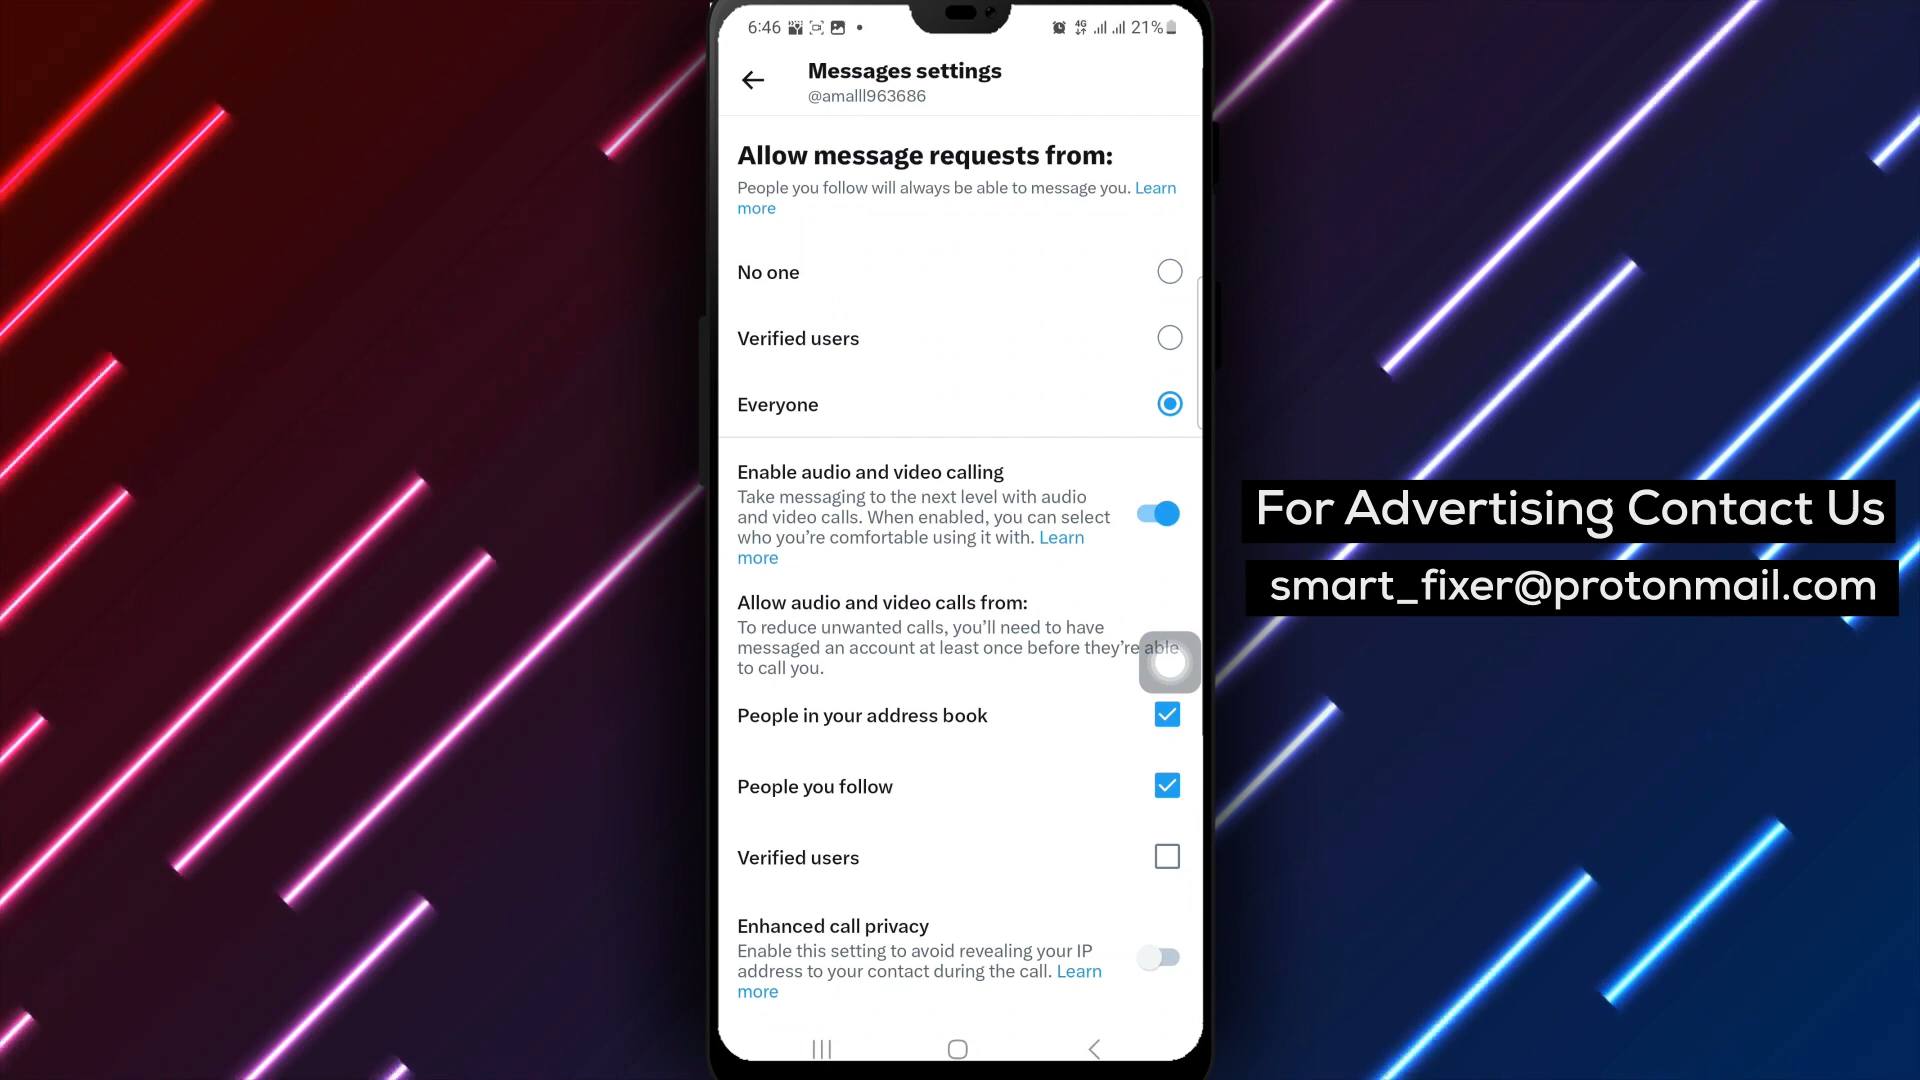 6:46
4G 21%
Messages settings
@amalll963686
Allow message requests from:
People you follow will always be able to message you. Learn
more
No one
Verified users
Everyone
Enable audio and video calling
Take messaging to the next level with audio
and video calls. When enabled, you can select
who you’re comfortable using it with. Learn
more
Allow audio and video calls from:
To reduce unwanted calls, you’ll need to have
messaged an account at least once before they’re able
to call you.
People in your address book
People you follow
Verified users
Enhanced call privacy
Enable this setting to avoid revealing your IP
address to your contact during the call. Learn
more
For Advertising Contact Us
smart_fixer@protonmail.com